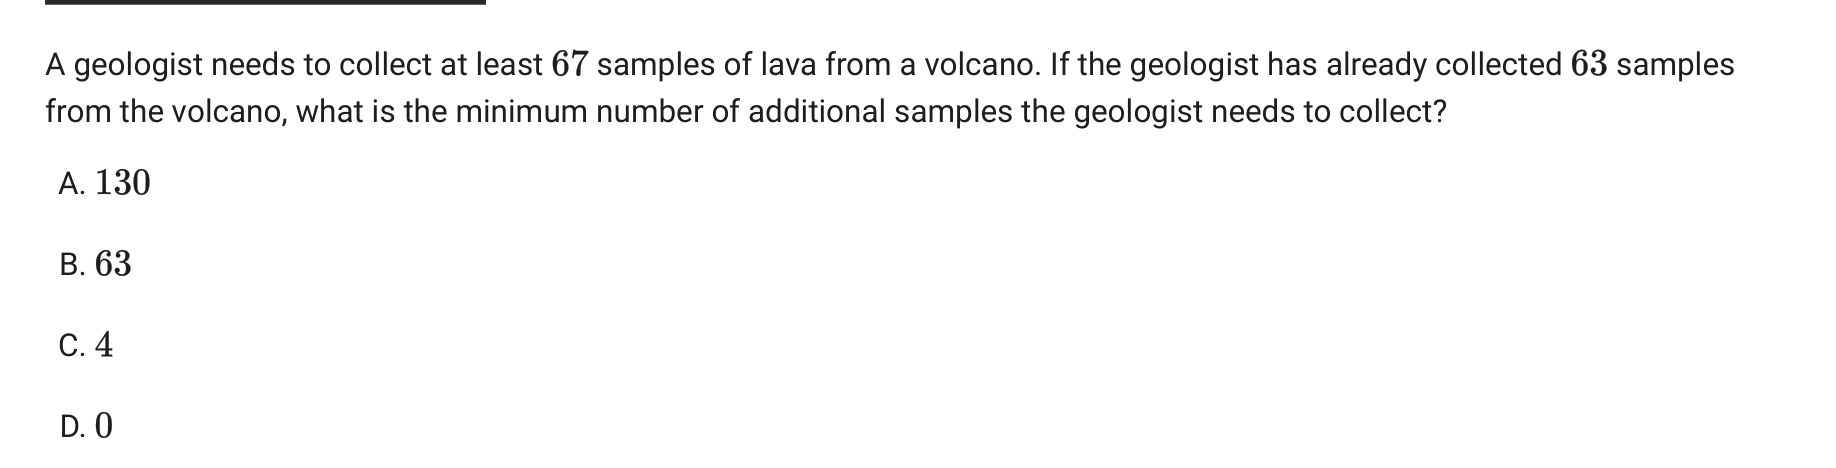 A geologist needs to collect at least 67 samples of lava from a volcano. If the geologist has already collected 63 samples
from the volcano, what is the minimum number of additional samples the geologist needs to collect?
A. 130
B. 63
C. 4
D. 0